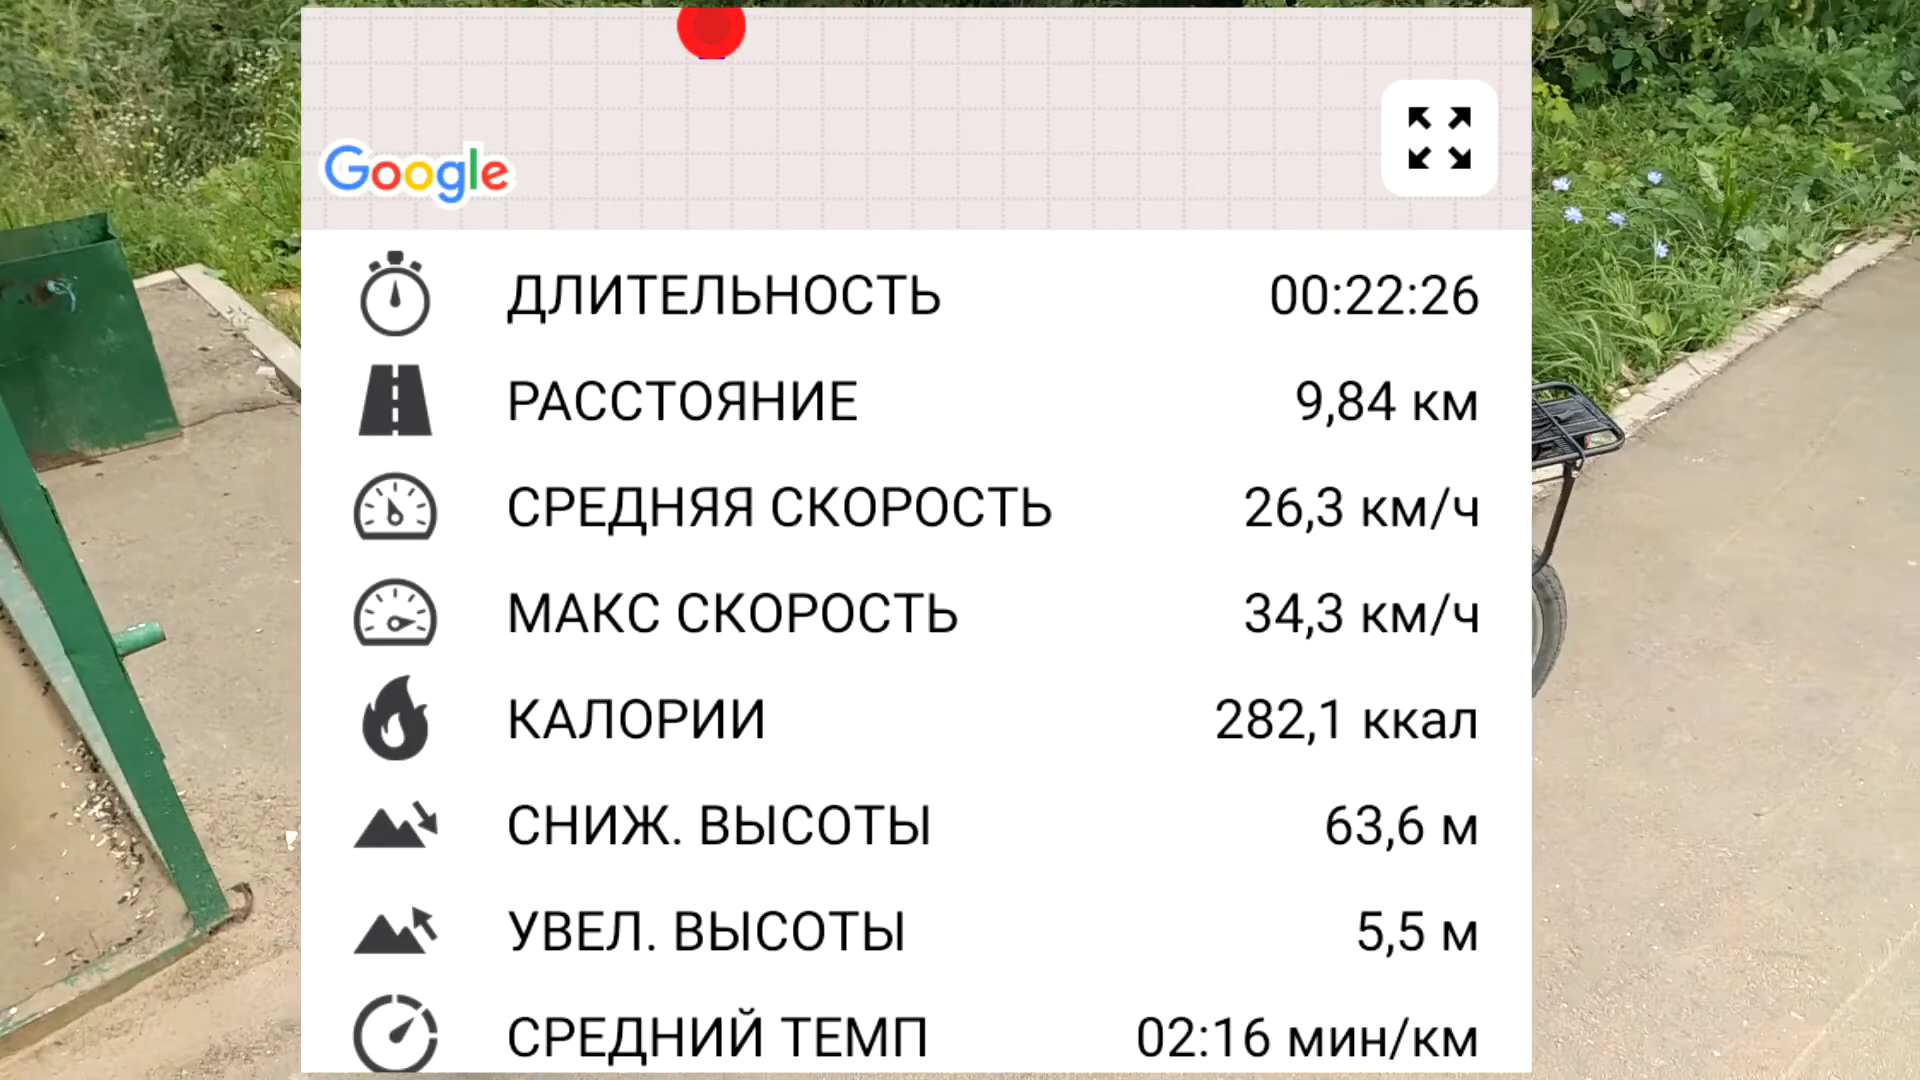 Google
ДЛИТЕЛЬНОСТЬ 00:22:26
РАССТОЯНИЕ 9,84 км
СРЕДНЯЯ СКОРОСТЬ 26,3 км/ч
МАКС СКОРОСТЬ 34,3 км/ч
КАЛОРИИ 282,1 ккал
СНИЖ. ВЫСОТЫ 63,6 м
УВЕЛ. ВЫСОТЫ 5,5 м
СРЕДНИЙ ТЕМП 02:16 мин/км